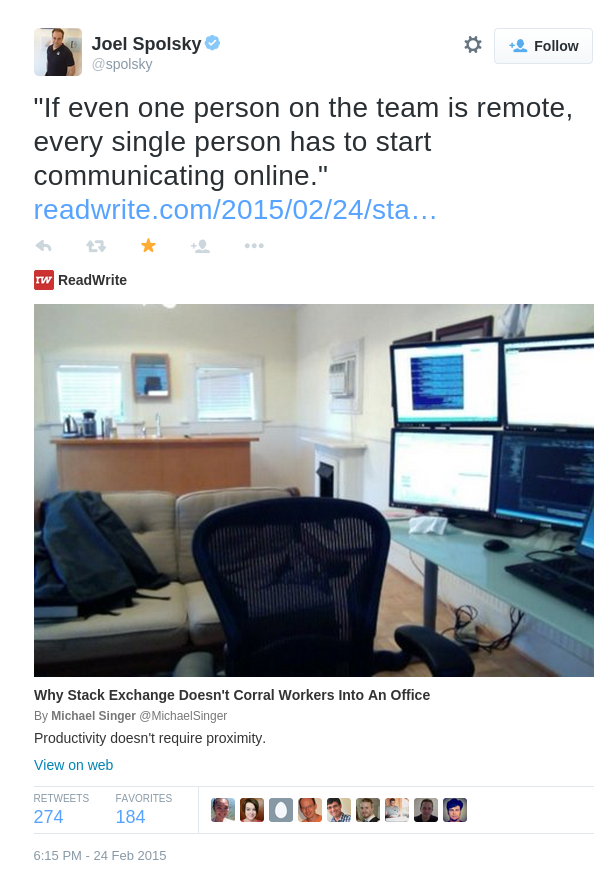 Joel Spolsky
@spolsky
Follow
"If even one person on the team is remote,
every single person has to start
communicating online."
readwrite.com/2015/02/24/sta…
rw ReadWrite
Why Stack Exchange Doesn't Corral Workers Into An Office
By Michael Singer @MichaelSinger
Productivity doesn't require proximity.
View on web
RETWEETS FAVORITES
274 184
6:15 PM - 24 Feb 2015